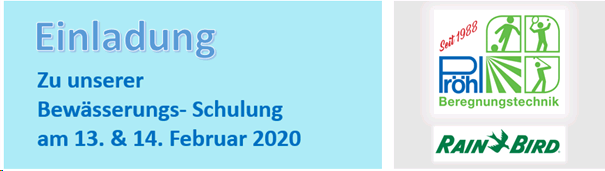 Einladung
Zu unserer
Bewässerungs- Schulung
am 13. & 14. Februar 2020
Seit 1988
Pröhl
Beregnungstechnik
RAIN BIRD